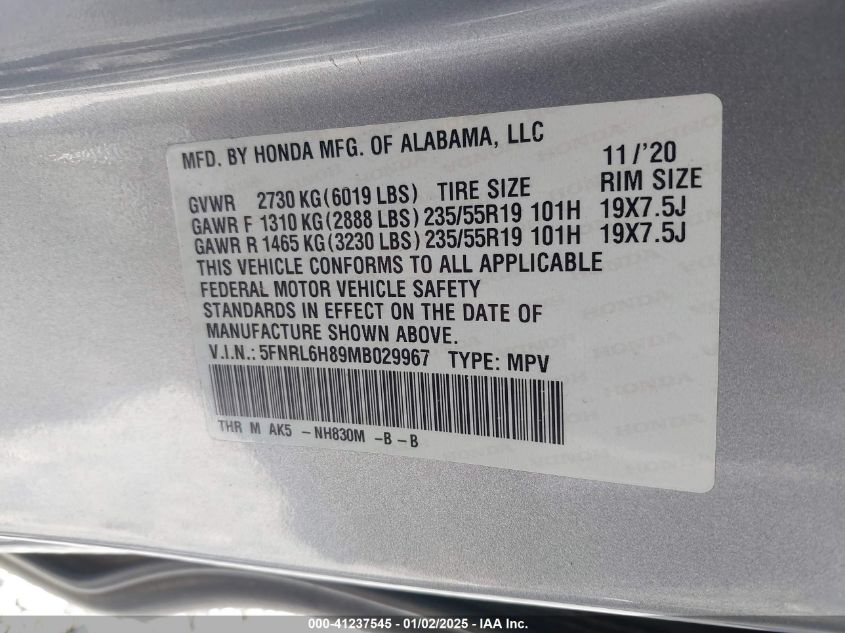 MFD. BY HONDA MFG. OF ALABAMA, LLC 11/'20
GVWR 2730 KG(6019 LBS) TIRE SIZE RIM SIZE
GAWR F 1310 KG(2888 LBS) 235/55R19 101H 19X7.5J
GAWR R 1465 KG(3230 LBS) 235/55R19 101H 19X7.5J
THIS VEHICLE CONFORMS TO ALL APPLICABLE
FEDERAL MOTOR VEHICLE SAFETY
STANDARDS IN EFFECT ON THE DATE OF
MANUFACTURE SHOWN ABOVE.
V.I.N.: 5FNRL6H89MB029967 TYPE: MPV
THR M AK5 -NH830M -B-B
000-41237545 - 01/02/2025 - IAA Inc.